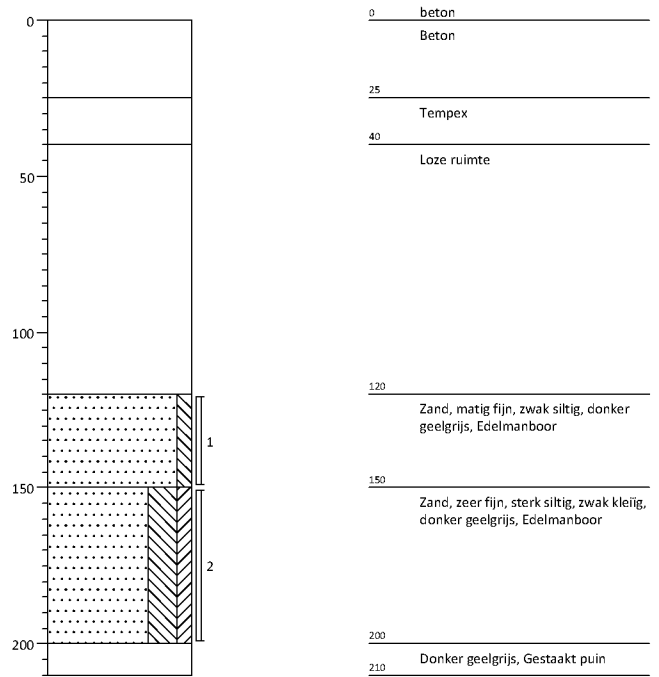 0
beton
Beton
25
Tempex
40
Loze ruimte
50
100
120
Zand, matig fijn, zwak siltig, donker
geelgrijs, Edelmanboor
1
150
150
Zand, zeer fijn, sterk siltig, zwak kleiïg,
donker geelgrijs, Edelmanboor
2
200
200
Donker geelgrijs, Gestaakt puin
210
0